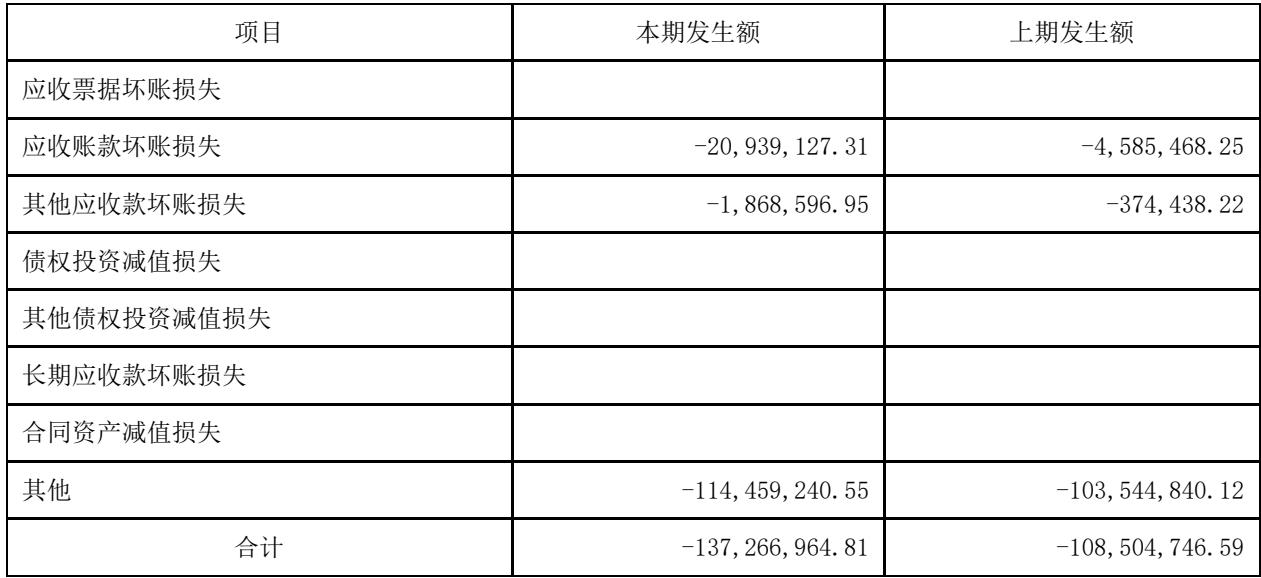 项目 本期发生额 上期发生额
应收票据坏账损失
应收账款坏账损失 -20,939,127.31 -4,585,468.25
其他应收款坏账损失 -1,868,596.95 -374,438.22
债权投资减值损失
其他债权投资减值损失
长期应收款坏账损失
合同资产减值损失
其他 -114,459,240.55 -103,544,840.12
合计 -137,266,964.81 -108,504,746.59